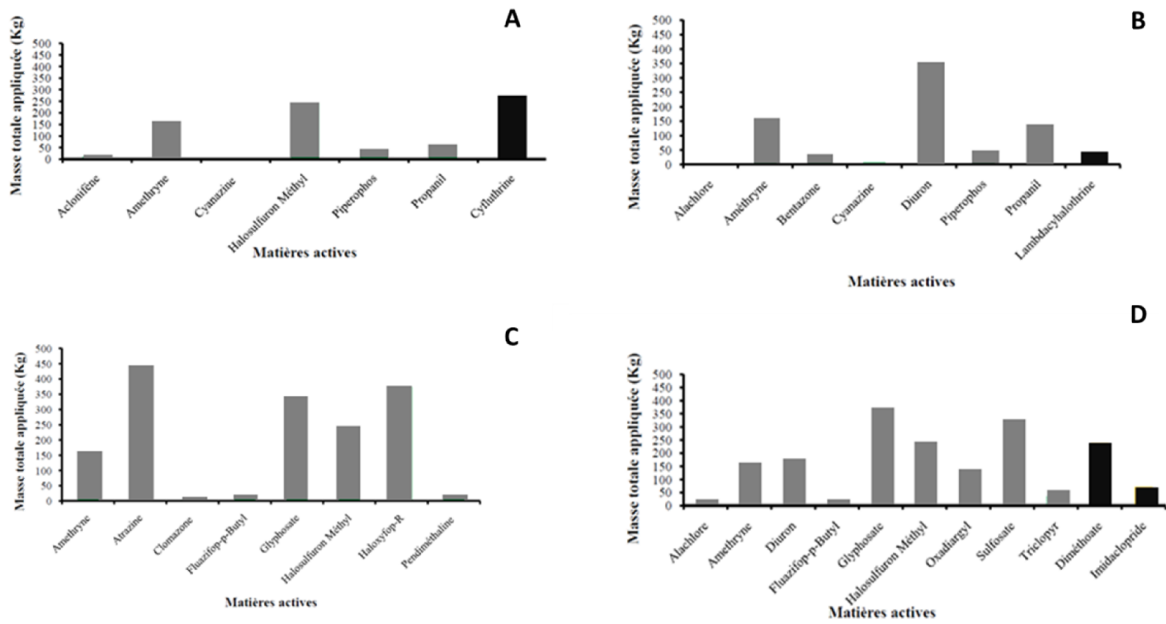 A
Masse totale appliquée (Kg)
500
450
400
350
300
250
200
150
100
50
0
Aclonifène
Amethryne
Cyanazine
Halosulfuron Méthyl
Piperophos
Propanil
Cyfluthrine
Matières actives
B
Masse totale appliquée (Kg)
500
450
400
350
300
250
200
150
100
50
0
Alachlore
Améthryne
Bentazone
Cyanazine
Diuron
Piperophos
Propanil
Lambdacyhalothrine
Matières actives
C
Masse totale appliquée (Kg)
500
450
400
350
300
250
200
150
100
50
0
Amethryne
Atrazine
Clomazone
Fluazifop-p-Butyl
Glyphosate
Halosulfuron Méthyl
Haloxyfop-R
Pendiméthaline
Matières actives
D
Masse totale appliquée (Kg)
500
450
400
350
300
250
200
150
100
50
0
Alachlore
Amethryne
Diuron
Fluazifop-p-Butyl
Glyphosate
Halosulfuron Méthyl
Oxadiargyl
Sulfosate
Triclopyr
Diméthoate
Imidaclopride
Matières actives